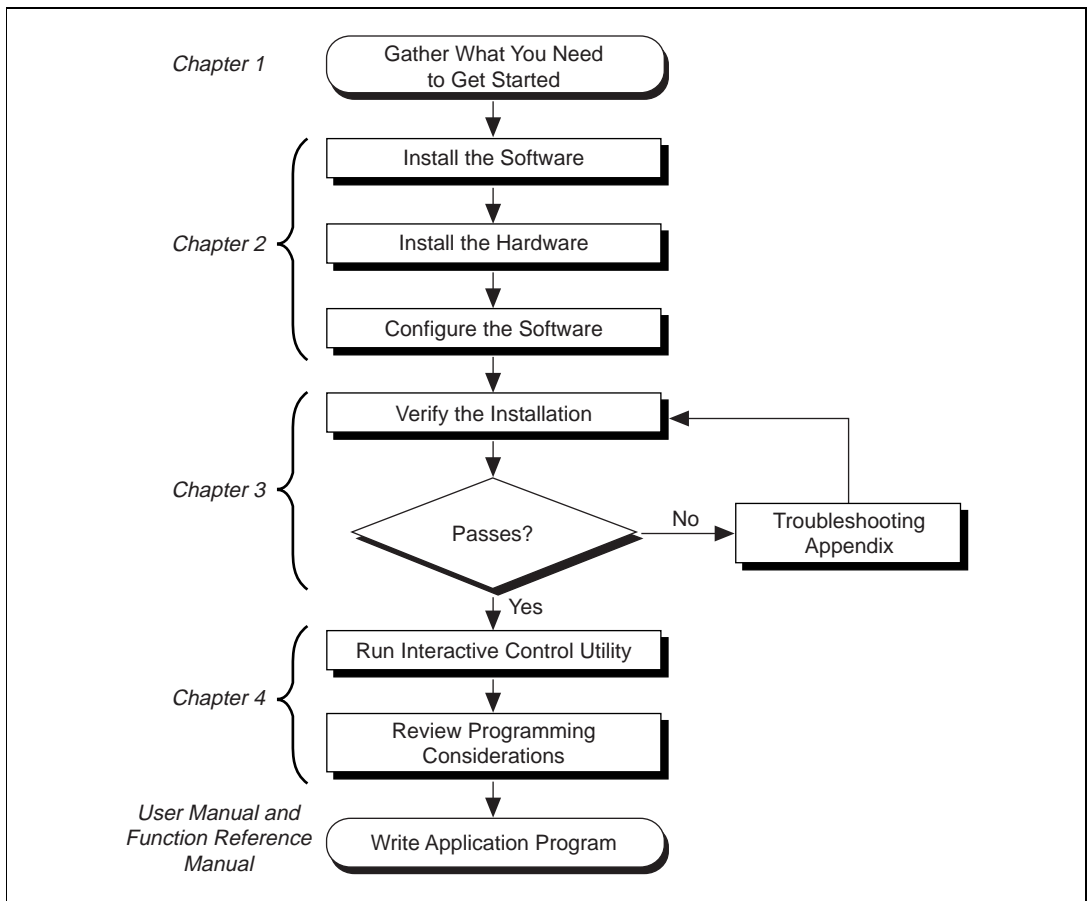 Chapter 1
Gather What You Need
to Get Started
Chapter 2
Install the Software
Install the Hardware
Configure the Software
Chapter 3
Verify the Installation
Passes?
No
Troubleshooting
Appendix
Yes
Chapter 4
Run Interactive Control Utility
Review Programming
Considerations
User Manual and
Function Reference
Manual
Write Application Program